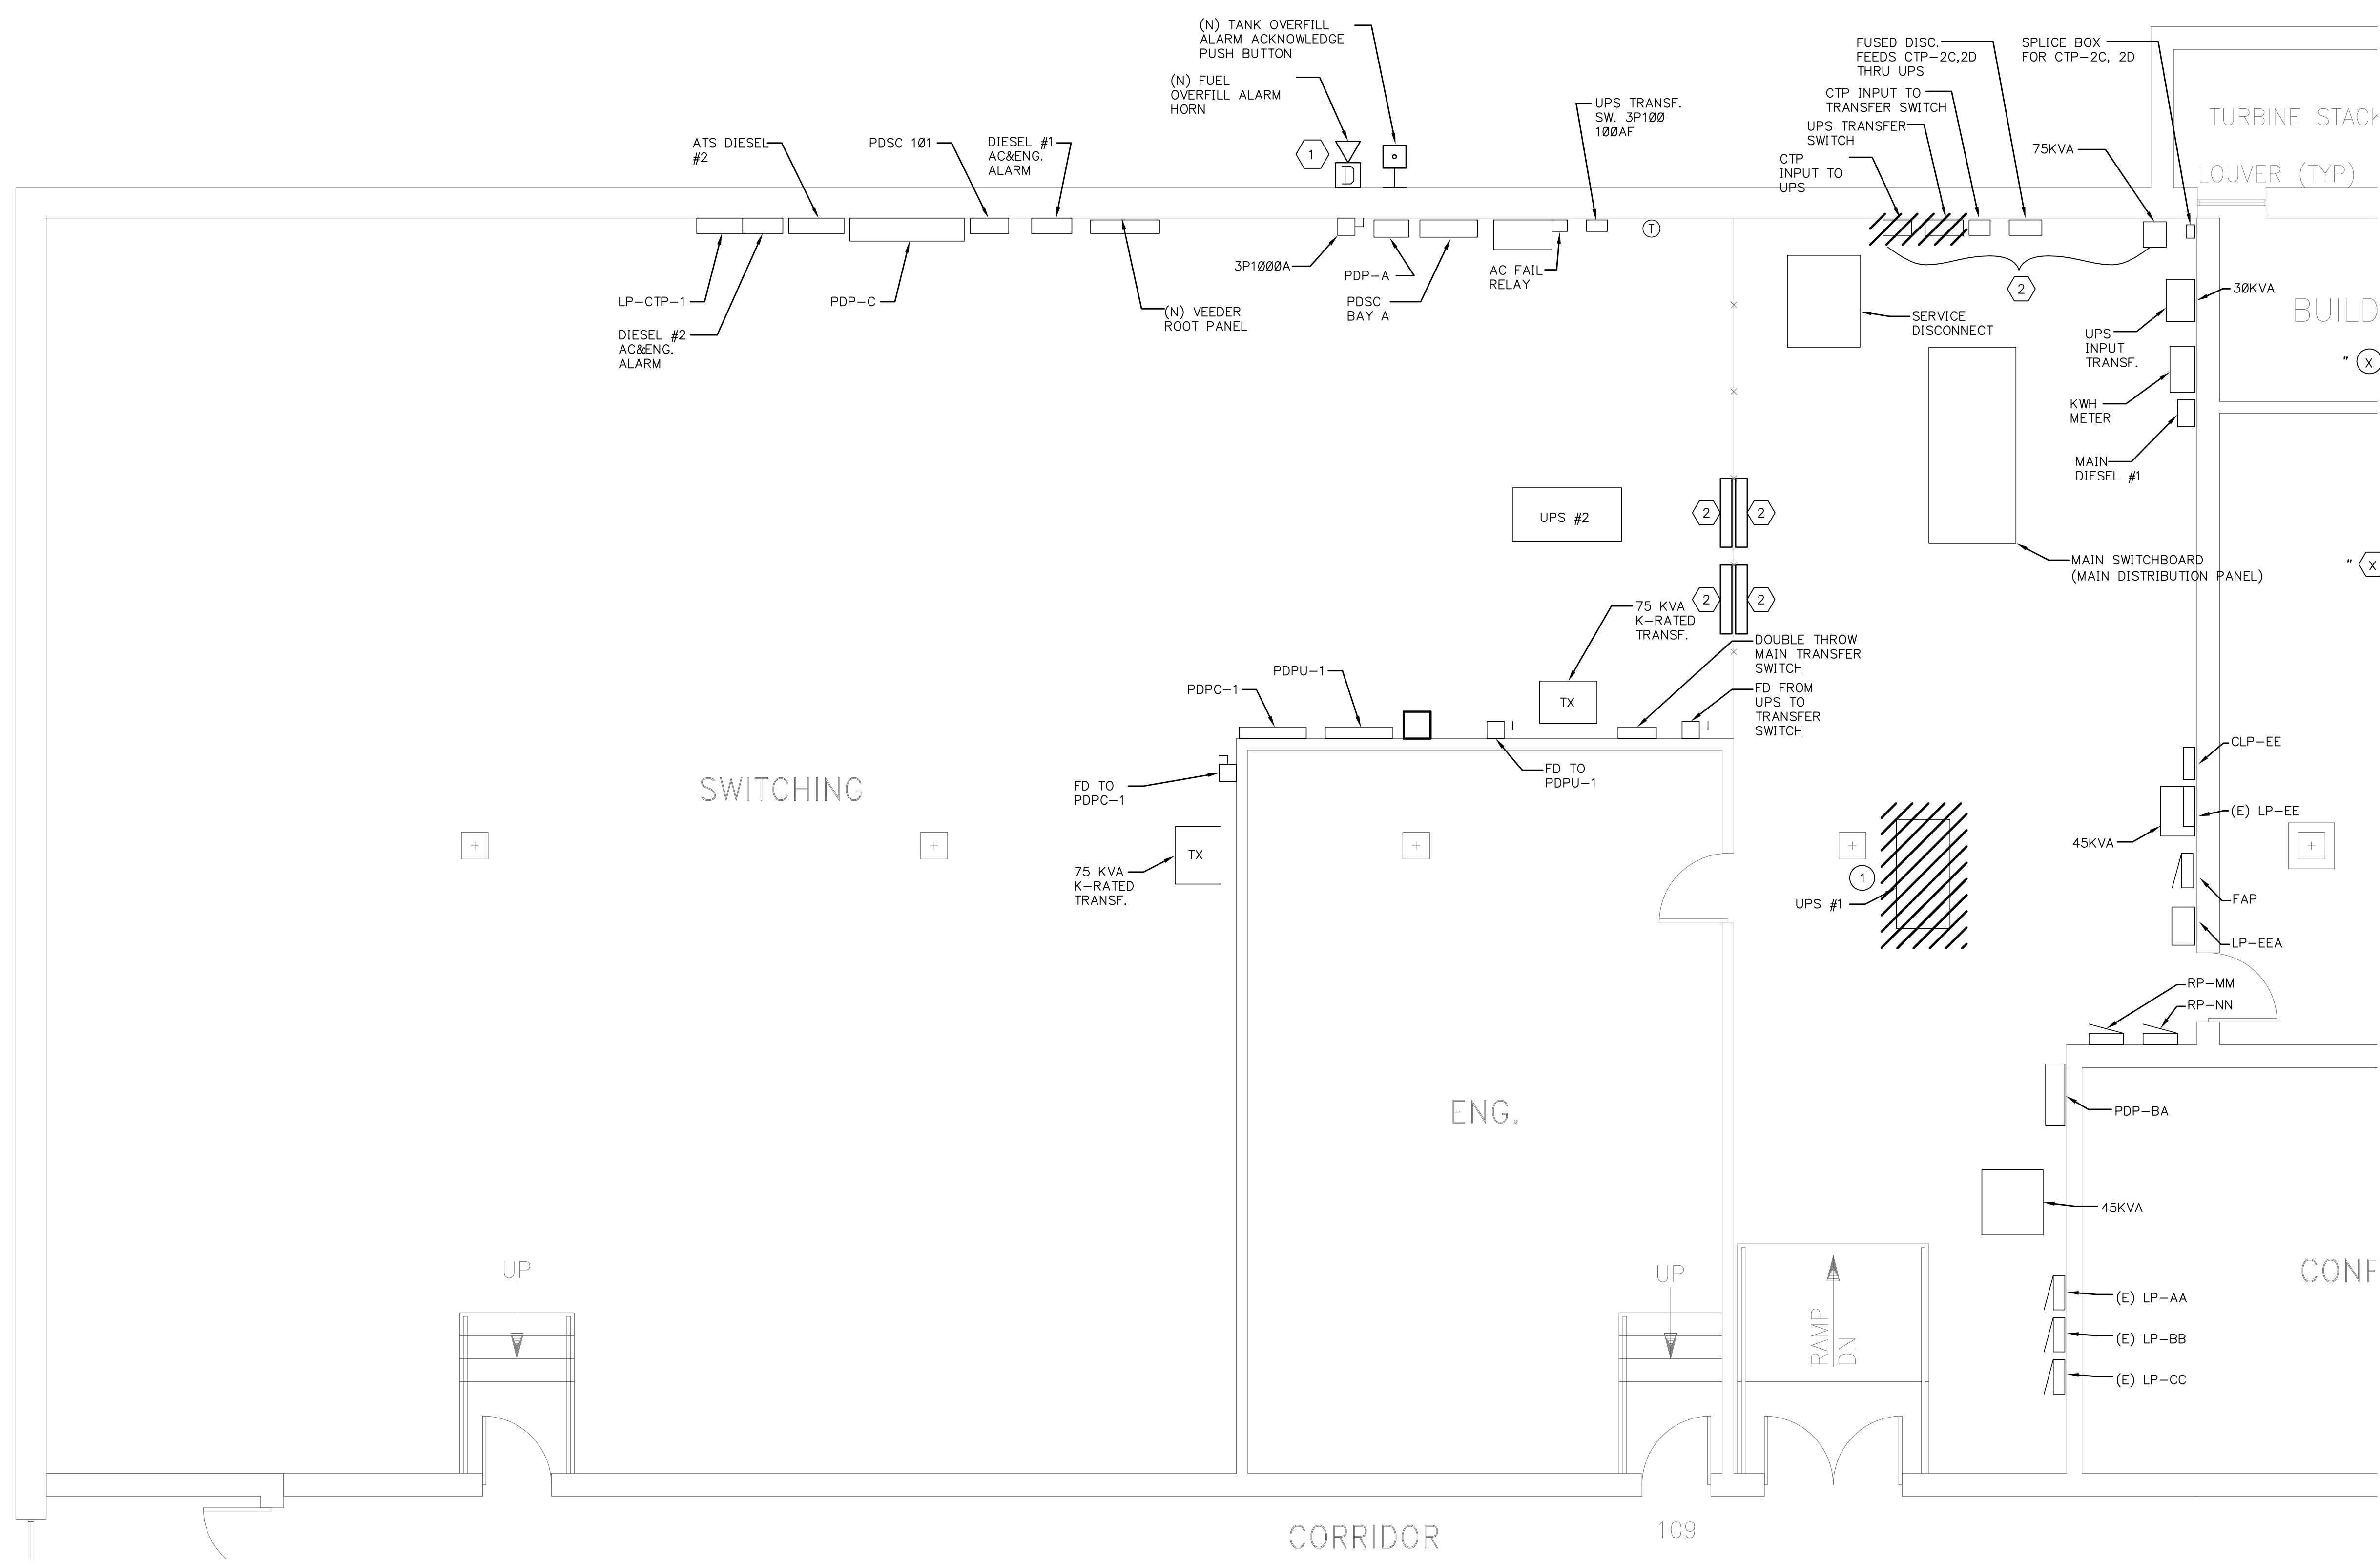 (N) TANK OVERFILL
ALARM ACKNOWLEDGE
PUSH BUTTON
(N) FUEL
OVERFILL ALARM
HORN
FUSED DISC.
FEEDS CTP-2C,2D
THRU UPS
SPLICE BOX
FOR CTP-2C, 2D
CTP INPUT TO
TRANSFER SWITCH
UPS TRANSFER
SWITCH
CTP
INPUT TO
UPS
75KVA
UPS TRANSF.
SW. 3P100
100AF
TURBINE STACK
LOUVER (TYP)
ATS DIESEL
#2
PDSC 101
DIESEL #1
AC&ENG.
ALARM
1
D
T
LP-CTP-1
DIESEL #2
AC&ENG.
ALARM
PDP-C
(N) VEEDER
ROOT PANEL
3P1000A
PDP-A
PDSC
BAY A
AC FAIL
RELAY
2
SERVICE
DISCONNECT
30KVA
BUILD
UPS
INPUT
TRANSF.
" X
KWH
METER
MAIN
DIESEL #1
UPS #2
2
2
MAIN SWITCHBOARD
(MAIN DISTRIBUTION PANEL)
" X
2
2
75 KVA
K-RATED
TRANSF.
DOUBLE THROW
MAIN TRANSFER
SWITCH
PDPU-1
PDPC-1
TX
FD FROM
UPS TO
TRANSFER
SWITCH
CLP-EE
FD TO
PDPU-1
SWITCHING
FD TO
PDPC-1
(E) LP-EE
45KVA
TX
75 KVA
K-RATED
TRANSF.
1
UPS #1
FAP
LP-EEA
RP-MM
RP-NN
ENG.
PDP-BA
45KVA
UP
UP
RAMP
DN
CONF
(E) LP-AA
(E) LP-BB
(E) LP-CC
CORRIDOR
109